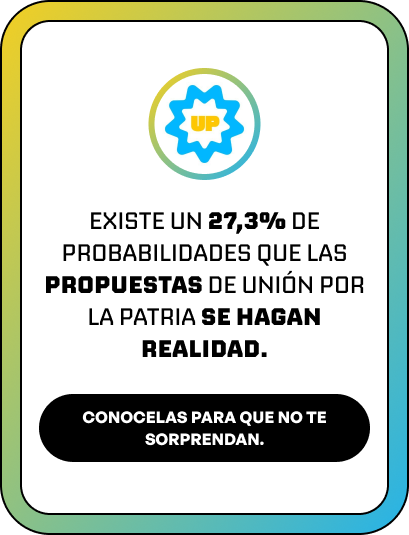 UP
EXISTE UN 27,3% DE
PROBABILIDADES QUE LAS
PROPUESTAS DE UNIÓN POR
LA PATRIA SE HAGAN
REALIDAD.
CONOCELAS PARA QUE NO TE
SORPRENDAN.